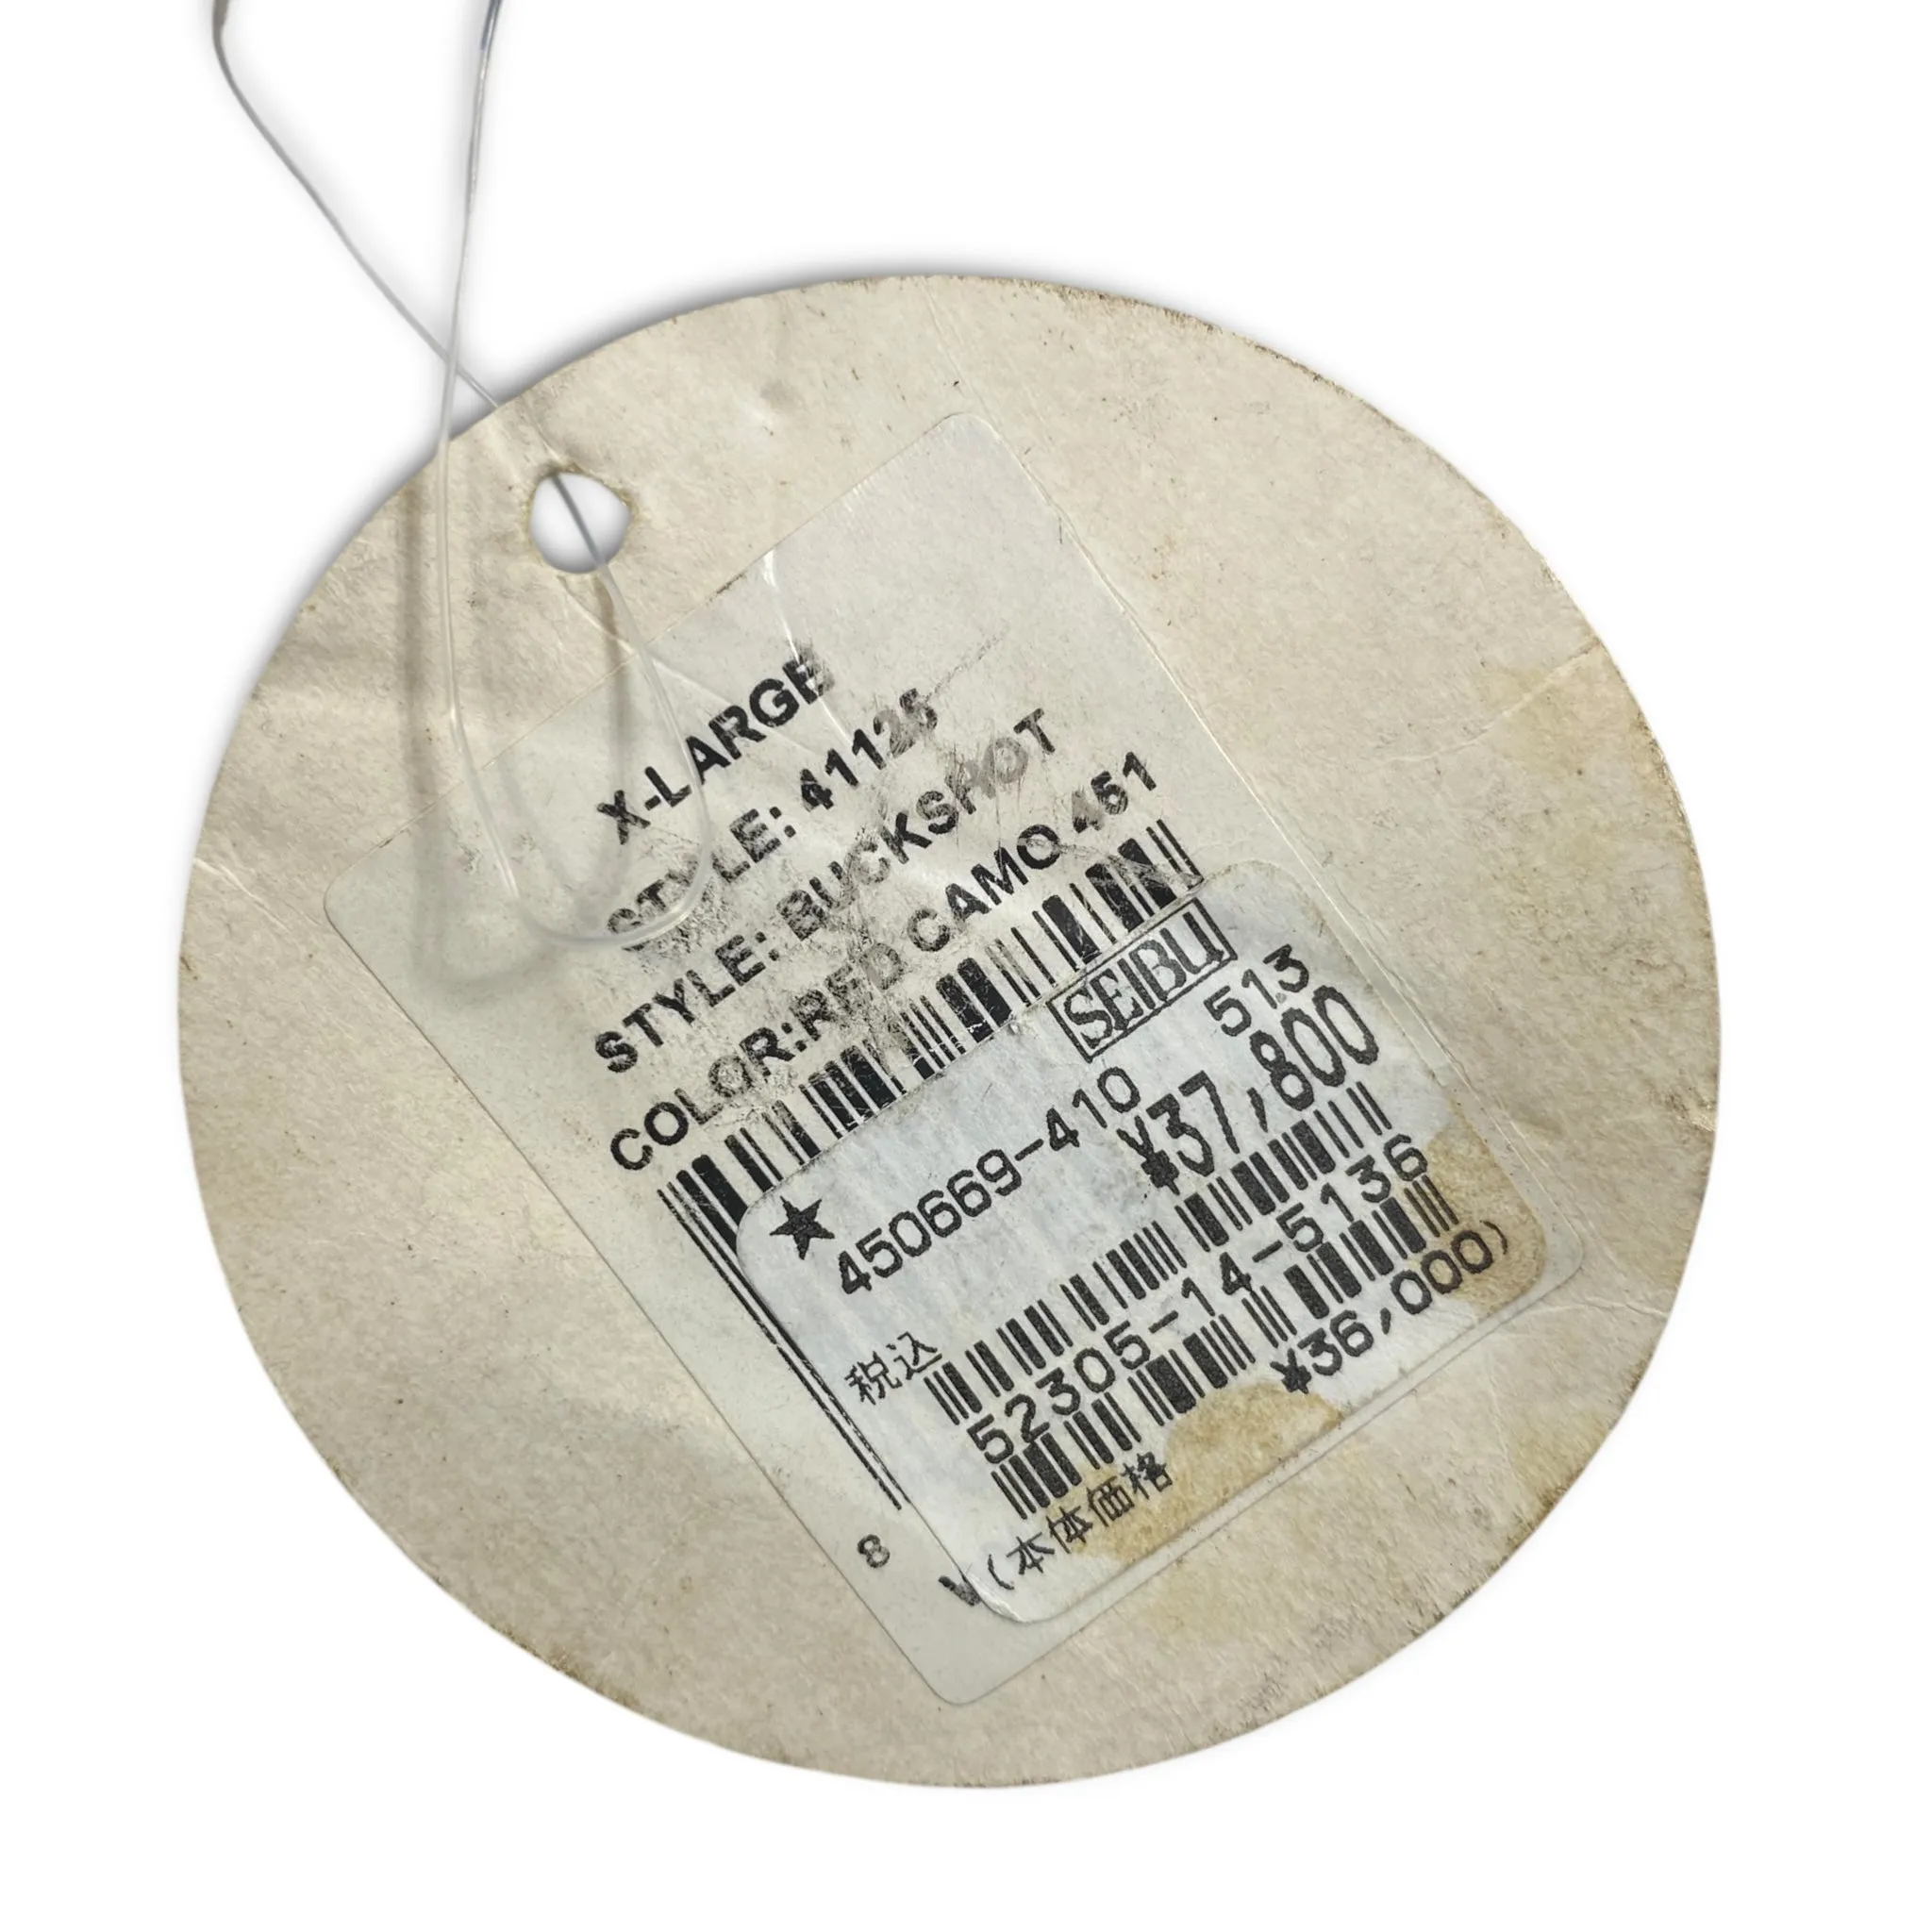 X-LARGE
STYLE: 41125
STYLE: BUCKSHOT
COLOR:RED CAMO 451
SEIBU
513
★ 450669-410
税込 ¥37,800
52305-14-5136
(本体価格 ¥36,000)
8